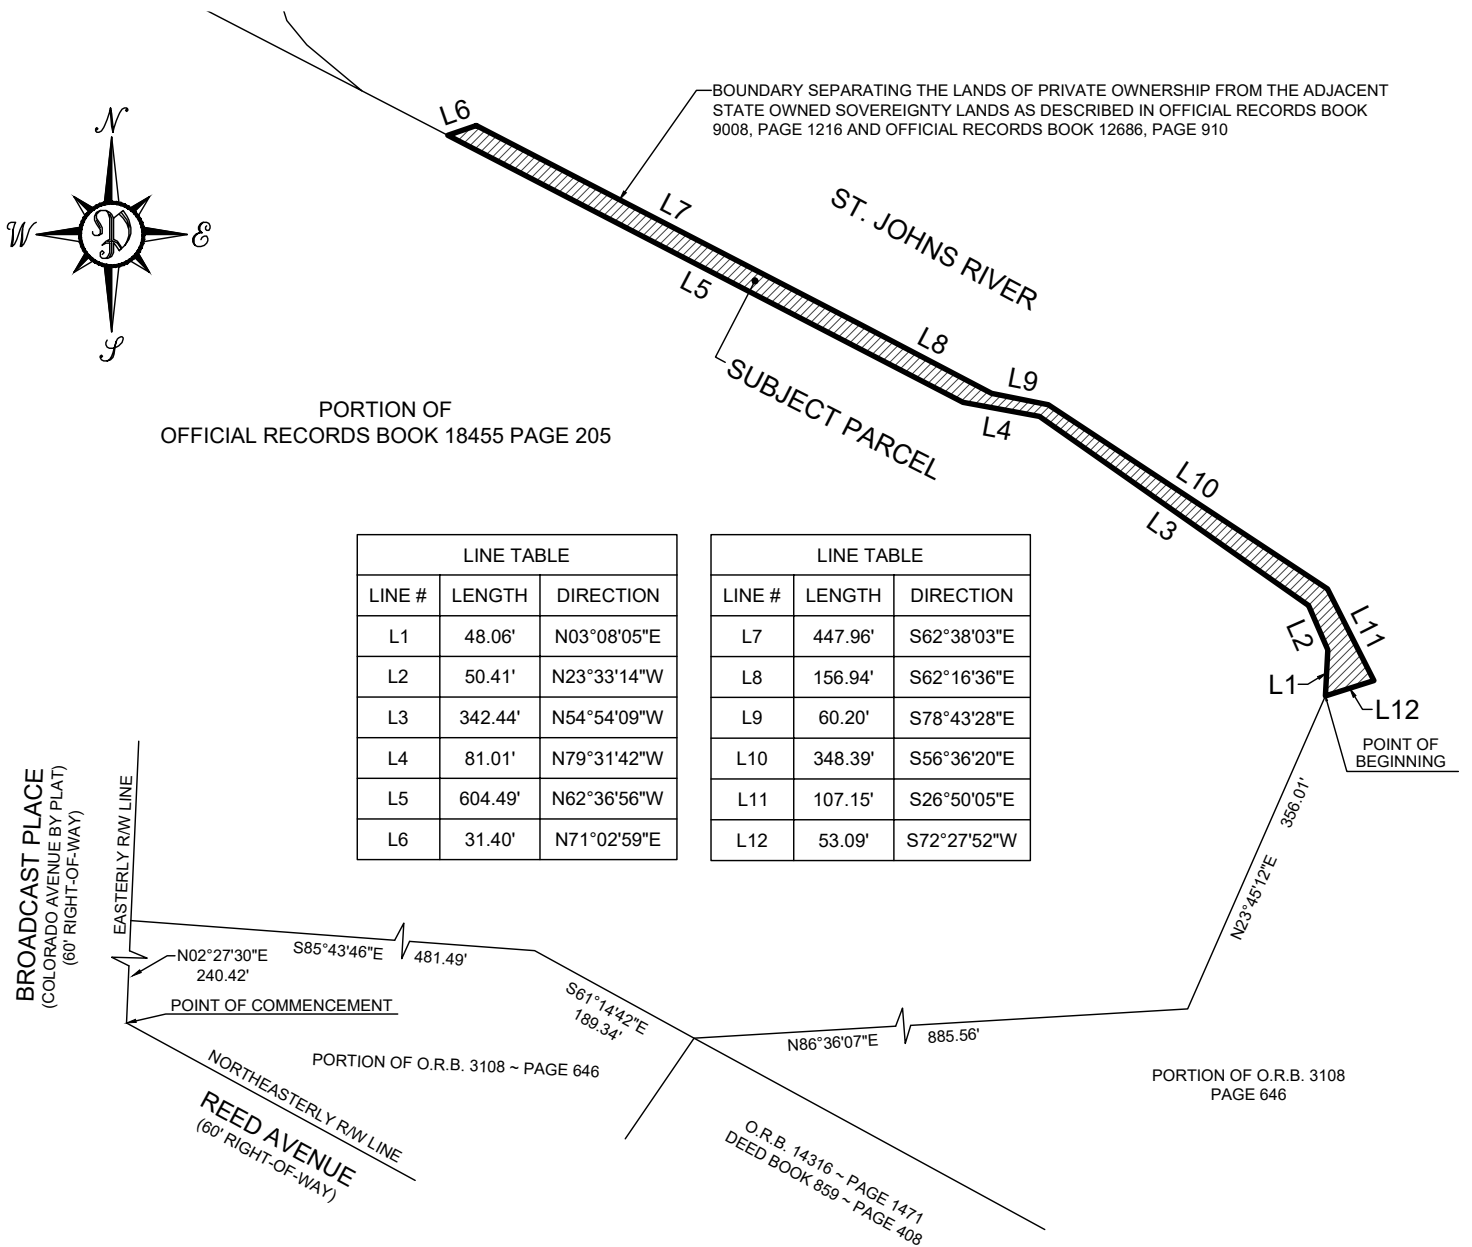 BOUNDARY SEPARATING THE LANDS OF PRIVATE OWNERSHIP FROM THE ADJACENT
STATE OWNED SOVEREIGNTY LANDS AS DESCRIBED IN OFFICIAL RECORDS BOOK
9008, PAGE 1216 AND OFFICIAL RECORDS BOOK 12686, PAGE 910
L6
N
W
E
S
ST. JOHNS RIVER
L7
L5
L8
L9
L4
SUBJECT PARCEL
PORTION OF
OFFICIAL RECORDS BOOK 18455 PAGE 205
L10
L3
L11
L2
L1
L12
POINT OF
BEGINNING
LINE TABLE
LINE # LENGTH DIRECTION
L1 48.06' N03°08'05"E
L2 50.41' N23°33'14"W
L3 342.44' N54°54'09"W
L4 81.01' N79°31'42"W
L5 604.49' N62°36'56"W
L6 31.40' N71°02'59"E
LINE TABLE
LINE # LENGTH DIRECTION
L7 447.96' S62°38'03"E
L8 156.94' S62°16'36"E
L9 60.20' S78°43'28"E
L10 348.39' S56°36'20"E
L11 107.15' S26°50'05"E
L12 53.09' S72°27'52"W
BROADCAST PLACE
(COLORADO AVENUE BY PLAT)
(60' RIGHT-OF-WAY)
EASTERLY R/W LINE
N02°27'30"E
240.42'
S85°43'46"E 481.49'
POINT OF COMMENCEMENT
S61°14'42"E
189.34'
N86°36'07"E 885.56'
N23°45'12"E 356.01'
NORTHEASTERLY R/W LINE
REED AVENUE
(60' RIGHT-OF-WAY)
PORTION OF O.R.B. 3108 ~ PAGE 646
PORTION OF O.R.B. 3108
PAGE 646
O.R.B. 14316 ~ PAGE 1471
DEED BOOK 859 ~ PAGE 408